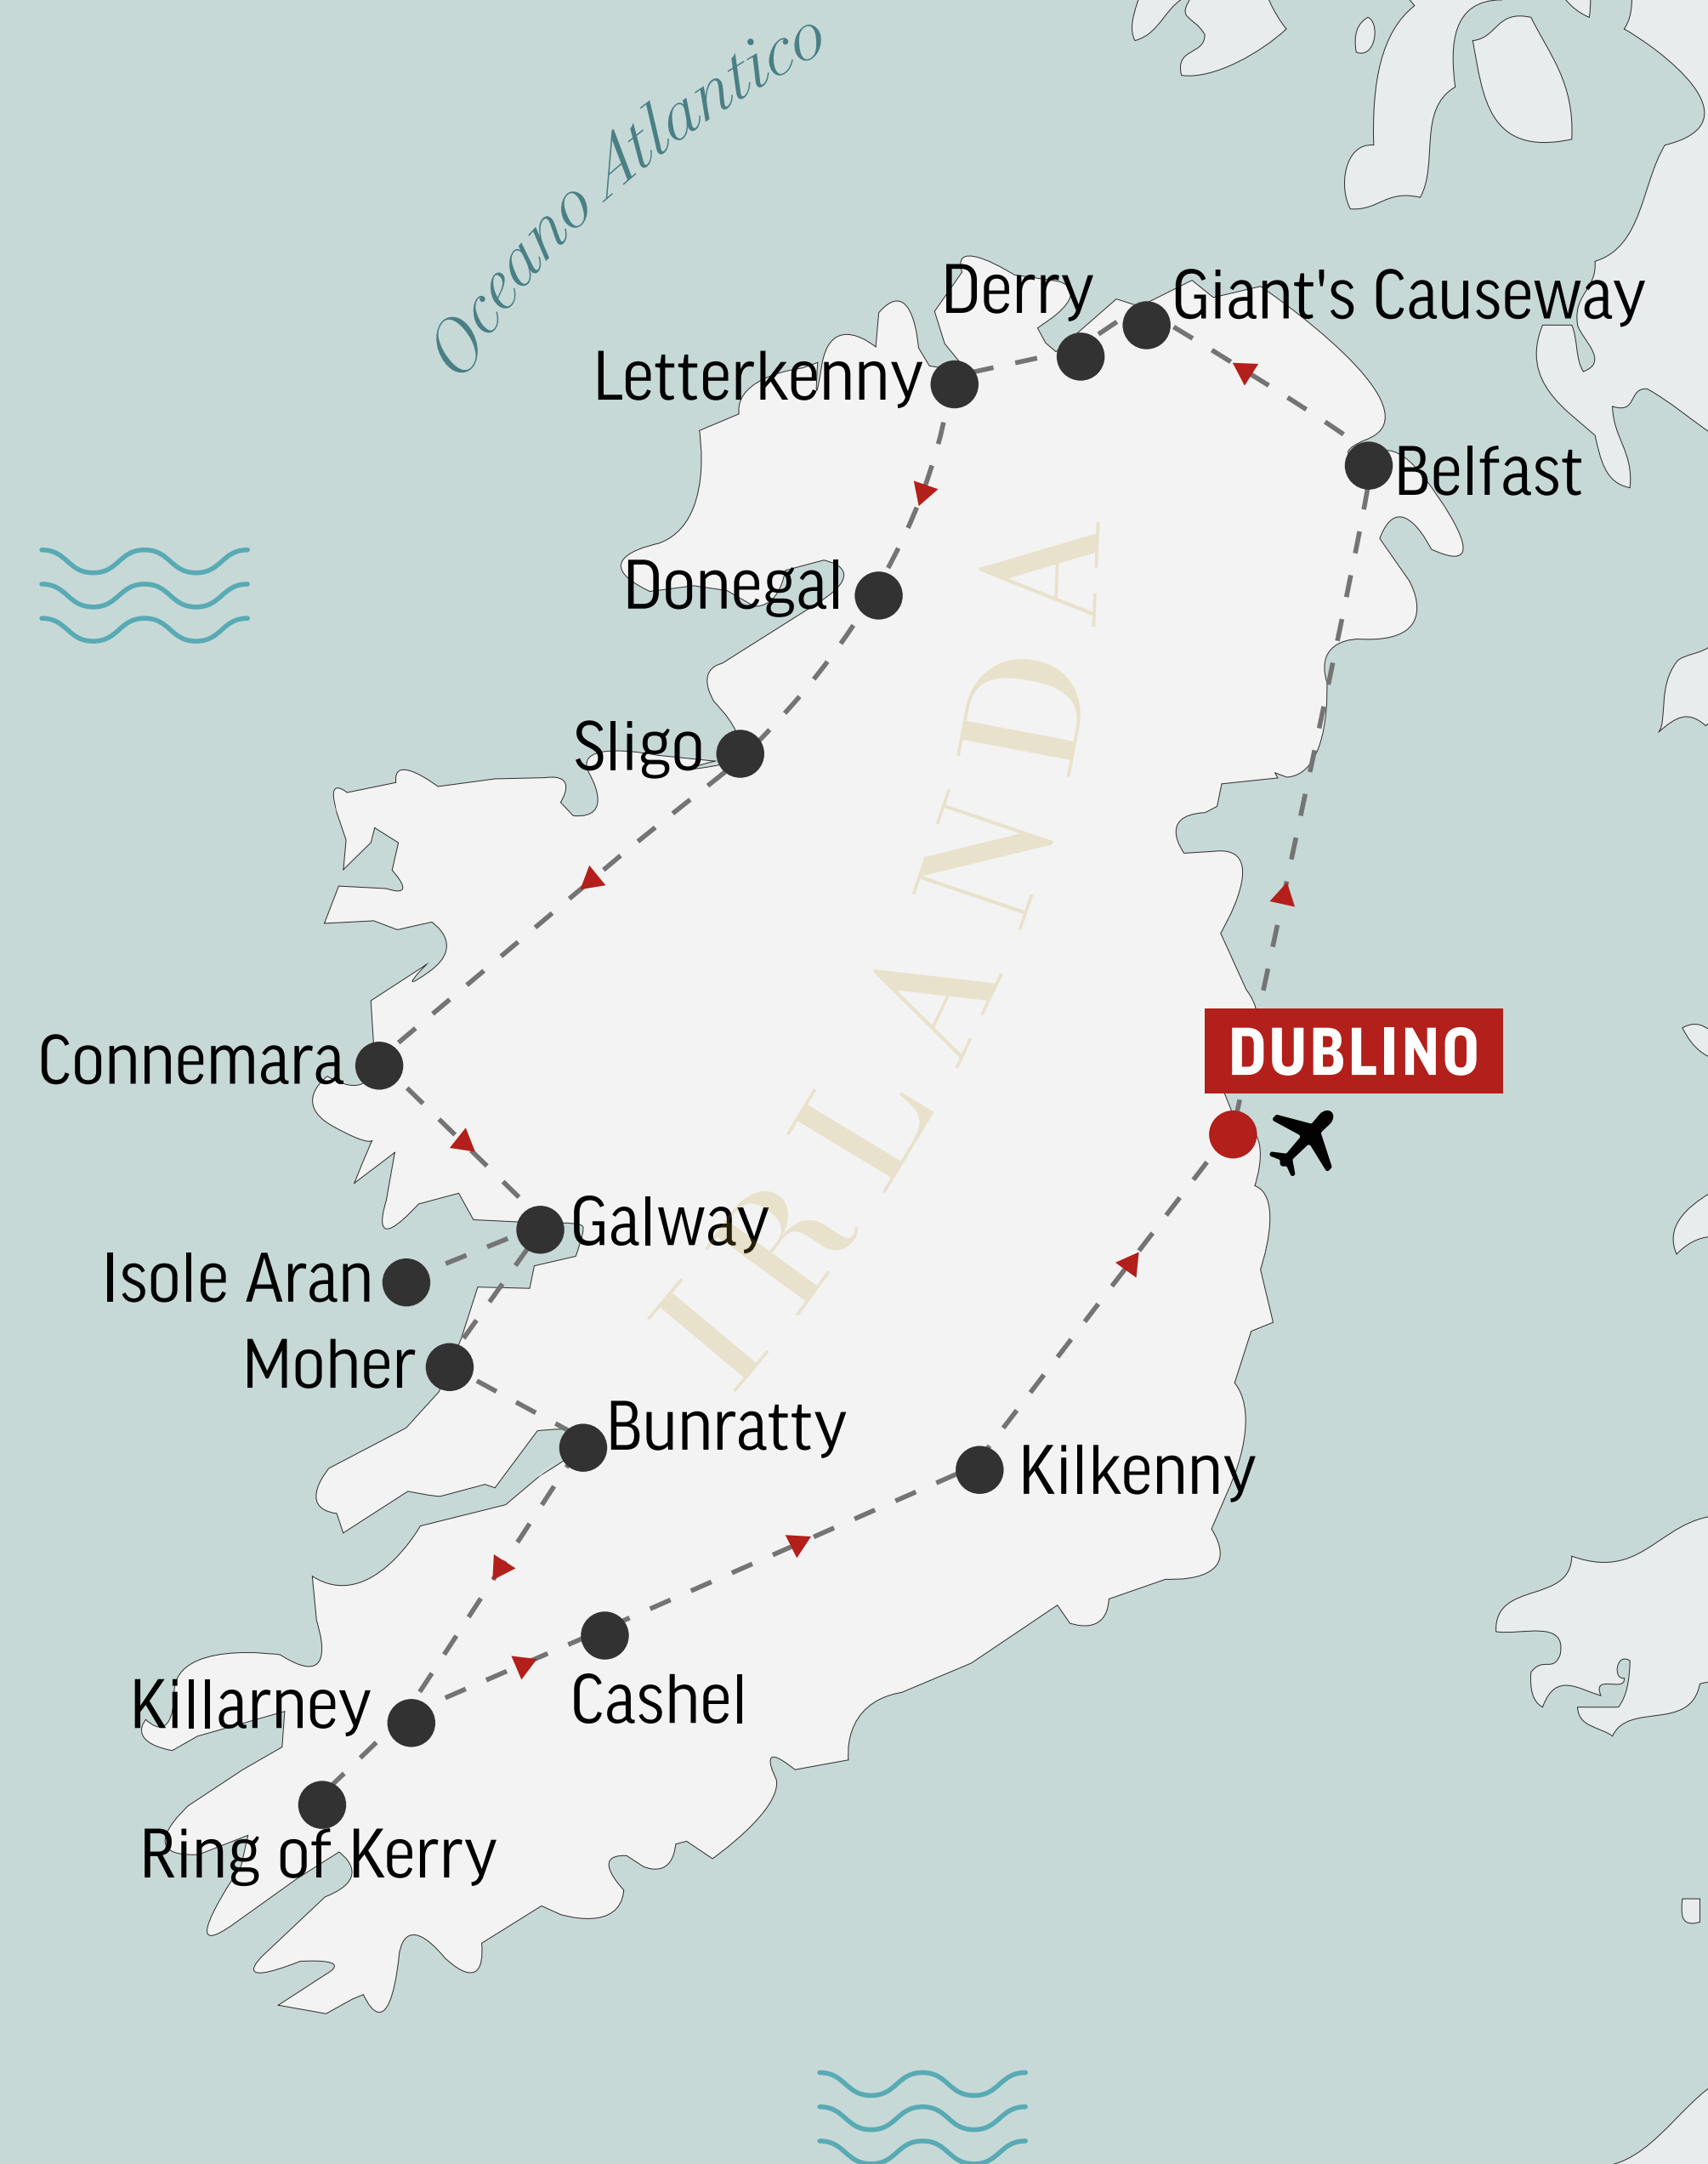 Oceano Atlantico
Derry
Giant's Causeway
Letterkenny
Belfast
Donegal
Sligo
IRLANDA
Connemara
DUBLINO
Galway
Isole Aran
Moher
Bunratty
Kilkenny
Killarney
Cashel
Ring of Kerry